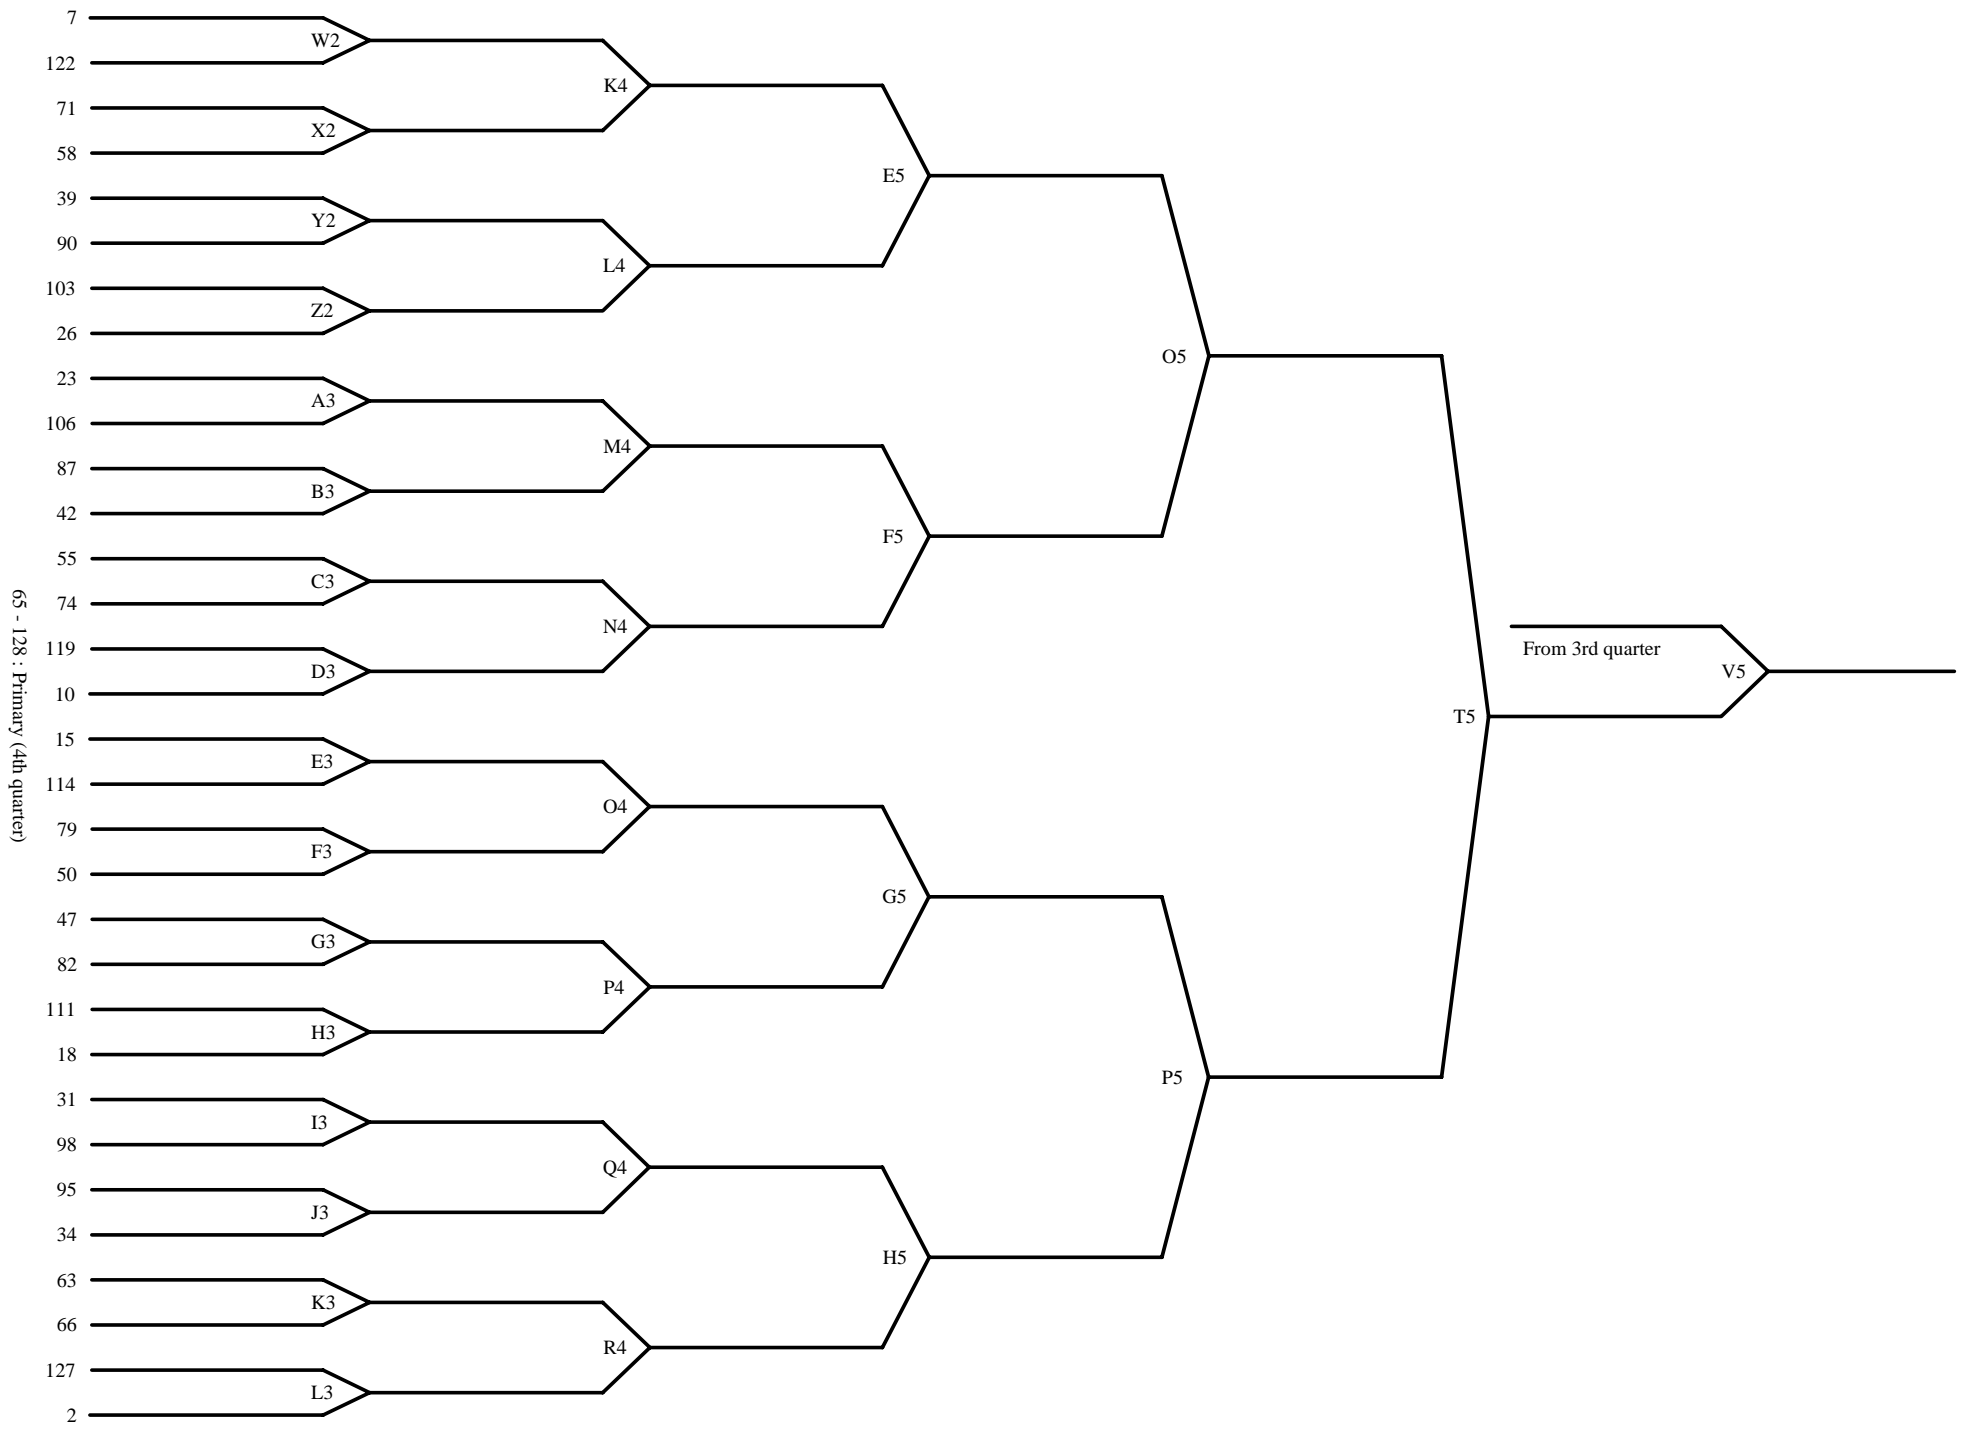 7
W2
122
K4
71
X2
58
E5
39
Y2
90
L4
103
Z2
26
O5
23
A3
106
M4
87
B3
42
F5
55
C3
74
N4
119
D3
10
65 - 128 : Primary (4th quarter)
From 3rd quarter
V5
T5
15
E3
114
O4
79
F3
50
G5
47
G3
82
P4
111
H3
18
P5
31
I3
98
Q4
95
J3
34
H5
63
K3
66
R4
127
L3
2